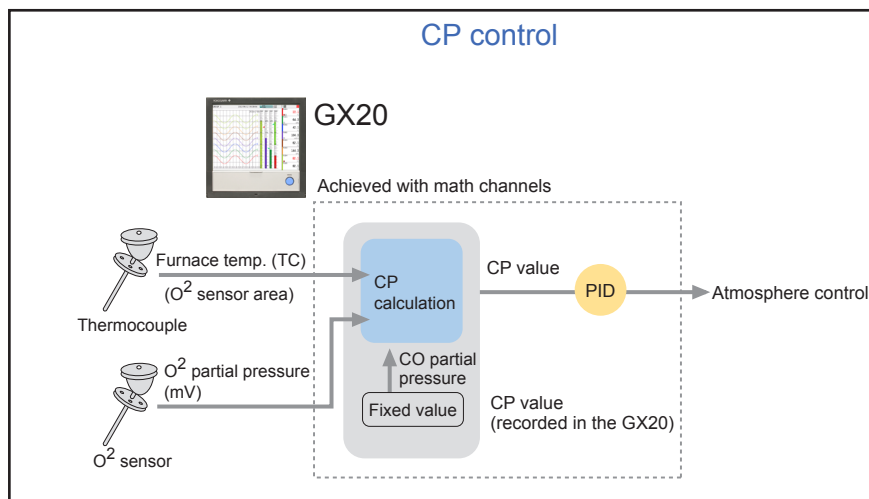 CP control
GX20
Achieved with math channels
Furnace temp. (TC)
(O² sensor area)
Thermocouple
CP
calculation
CP value
PID
Atmosphere control
O² partial pressure
(mV)
CO partial
pressure
Fixed value
CP value
(recorded in the GX20)
O² sensor